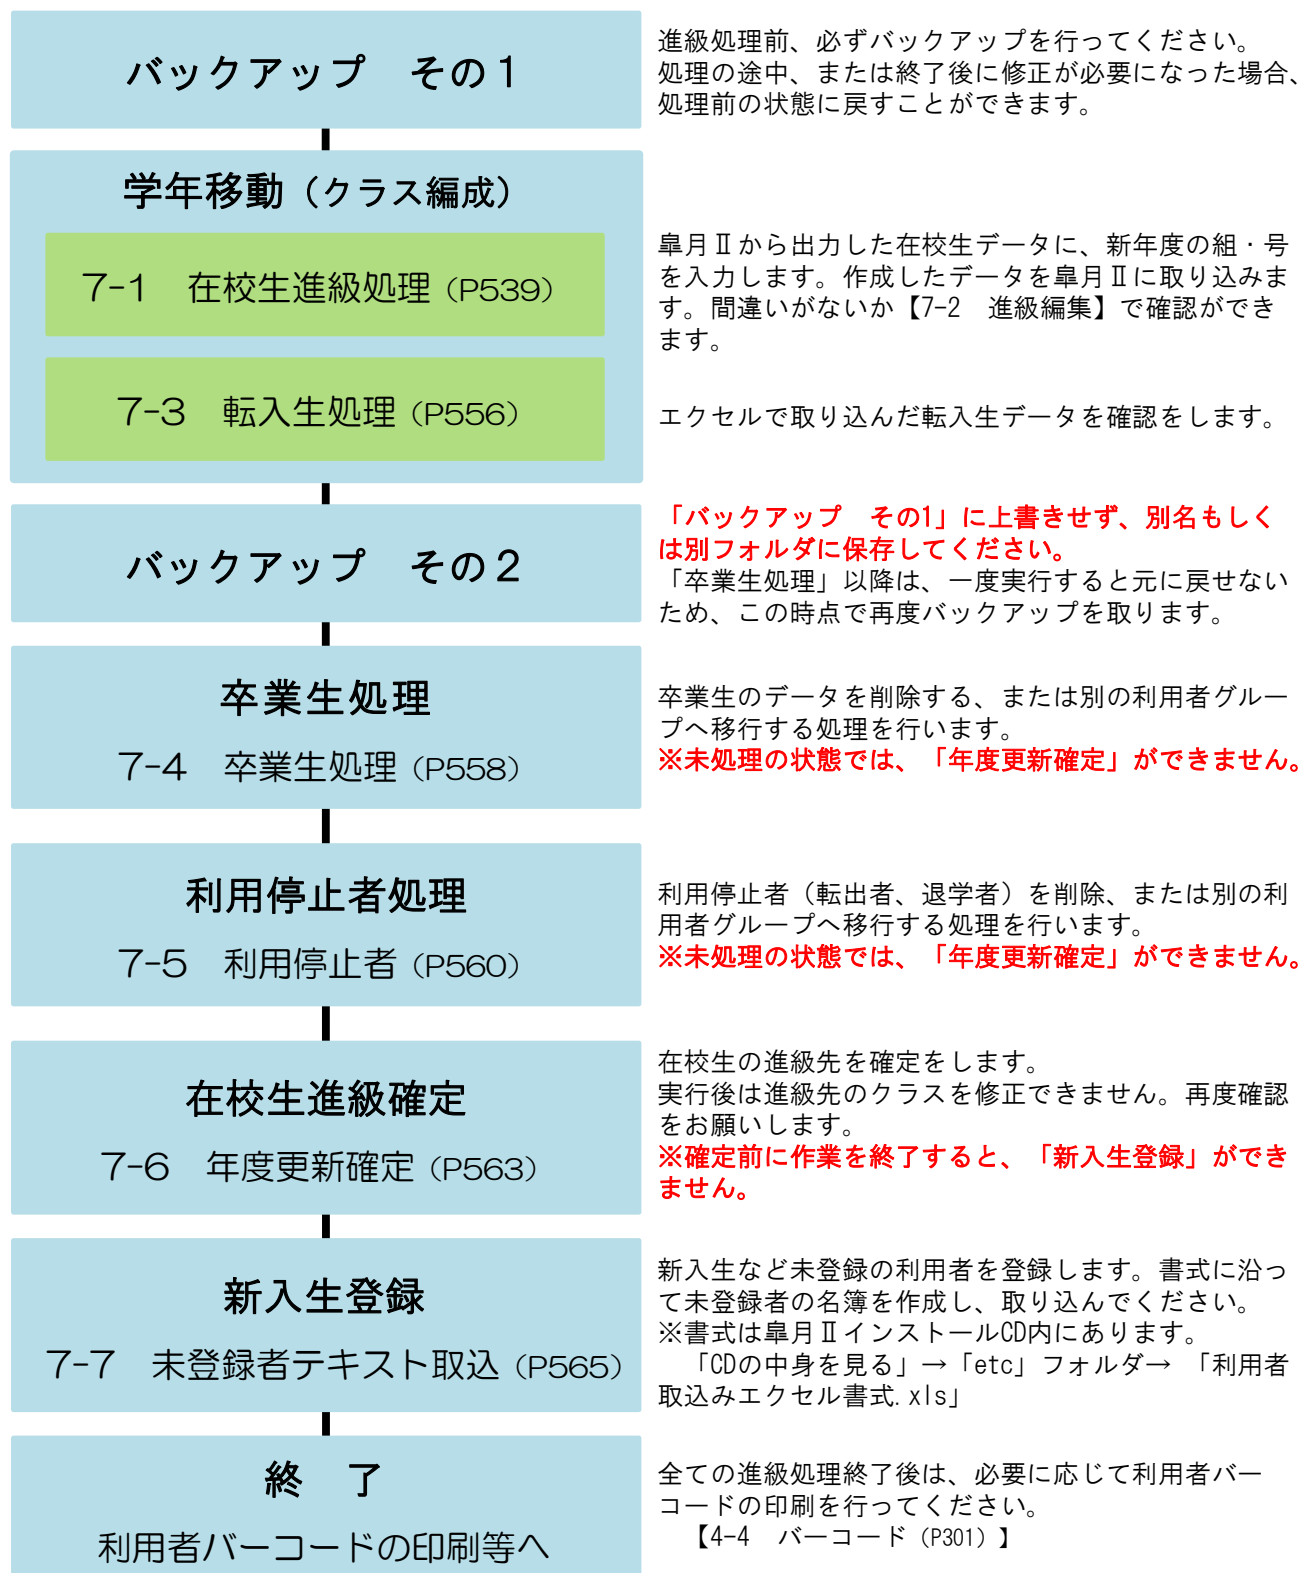 バックアップ　その１
進級処理前、必ずバックアップを行ってください。
処理の途中、または終了後に修正が必要になった場合、
処理前の状態に戻すことができます。
学年移動（クラス編成）
7-1　在校生進級処理（P539）
皐月Ⅱから出力した在校生データに、新年度の組・号
を入力します。作成したデータを皐月Ⅱに取り込みま
す。間違いがないか【7-2　進級編集】で確認ができ
ます。
7-3　転入生処理（P556）
エクセルで取り込んだ転入生データを確認をします。
バックアップ　その２
「バックアップ　その1」に上書きせず、別名もしく
は別フォルダに保存してください。
「卒業生処理」以降は、一度実行すると元に戻せない
ため、この時点で再度バックアップを取ります。
卒業生処理
7-4　卒業生処理（P558）
卒業生のデータを削除する、または別の利用者グルー
プへ移行する処理を行います。
※未処理の状態では、「年度更新確定」ができません。
利用停止者処理
7-5　利用停止者（P560）
利用停止者（転出者、退学者）を削除、または別の利
用者グループへ移行する処理を行います。
※未処理の状態では、「年度更新確定」ができません。
在校生進級確定
7-6　年度更新確定（P563）
在校生の進級先を確定をします。
実行後は進級先のクラスを修正できません。再度確認
をお願いします。
※確定前に作業を終了すると、「新入生登録」ができ
ません。
新入生登録
7-7　未登録者テキスト取込（P565）
新入生など未登録の利用者を登録します。書式に沿っ
て未登録者の名簿を作成し、取り込んでください。
※書式は皐月ⅡインストールCD内にあります。
「CDの中身を見る」→「etc」フォルダ→ 「利用者
取込みエクセル書式.xls」
終　了
利用者バーコードの印刷等へ
全ての進級処理終了後は、必要に応じて利用者バー
コードの印刷を行ってください。
【4-4　バーコード（P301）】